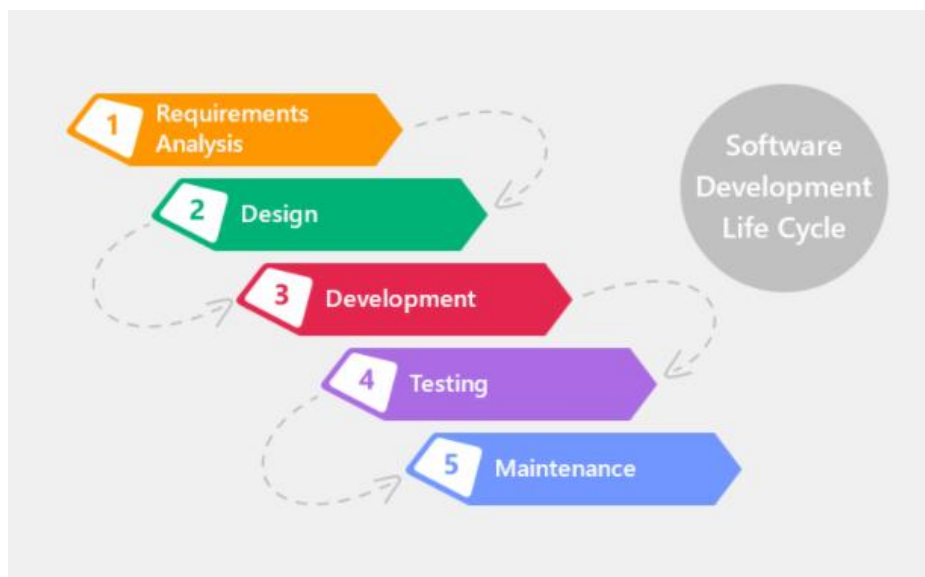 1
Requirements
Analysis
2
Design
3
Development
4
Testing
5
Maintenance
Software
Development
Life Cycle